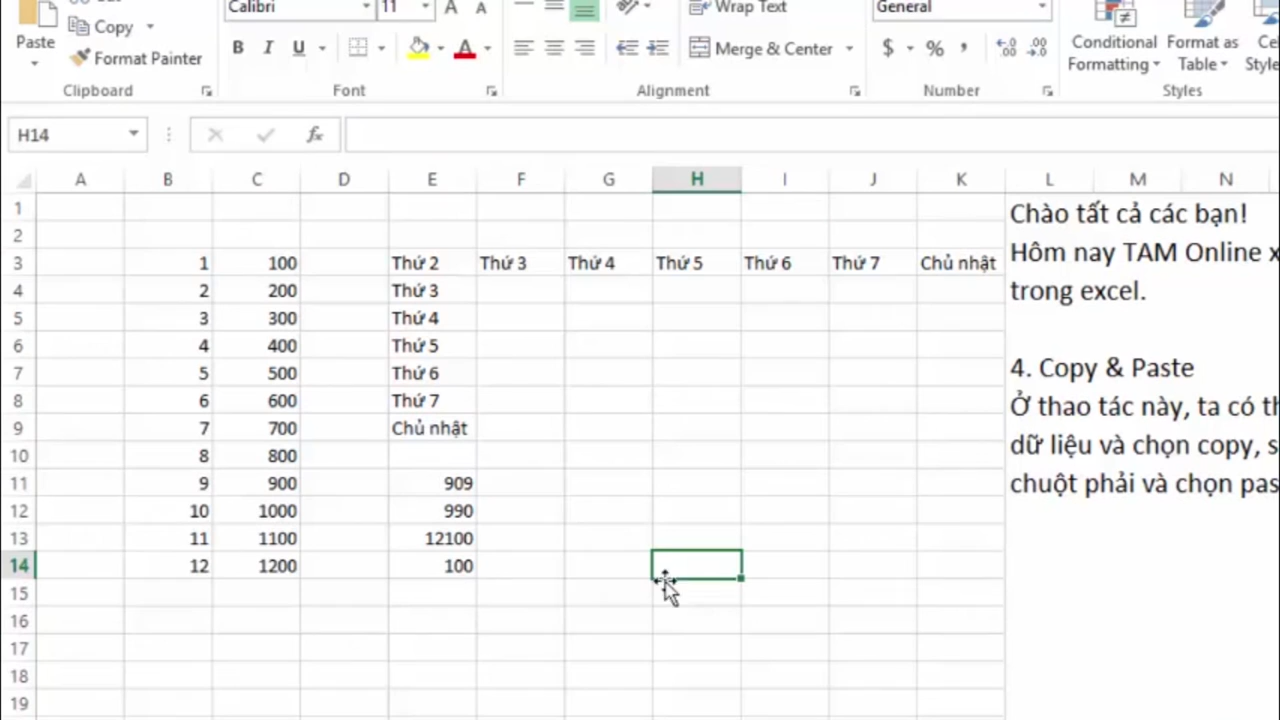 Calibri 11 Wrap Text General
Paste Copy B I U Merge & Center $ % , Conditional Format as
Format Painter Formatting Table
Clipboard Font Alignment Number Styles
H14 fx
A B C D E F G H I J K L M N
1 Chào tất cả các bạn!
2
Hôm nay TAM Online
3 1 100 Thứ 2 Thứ 3 Thứ 4 Thứ 5 Thứ 6 Thứ 7 Chủ nhật
4 2 200 Thứ 3 trong excel.
5 3 300 Thứ 4
6 4 400 Thứ 5
7 5 500 Thứ 6 4. Copy & Paste
8 6 600 Thứ 7 Ở thao tác này, ta có
9 7 700 Chủ nhật dữ liệu và chọn copy,
10 8 800
11 9 900 909 chuột phải và chọn
12 10 1000 990
13 11 1100 12100
14 12 1200 100
15
16
17
18
19